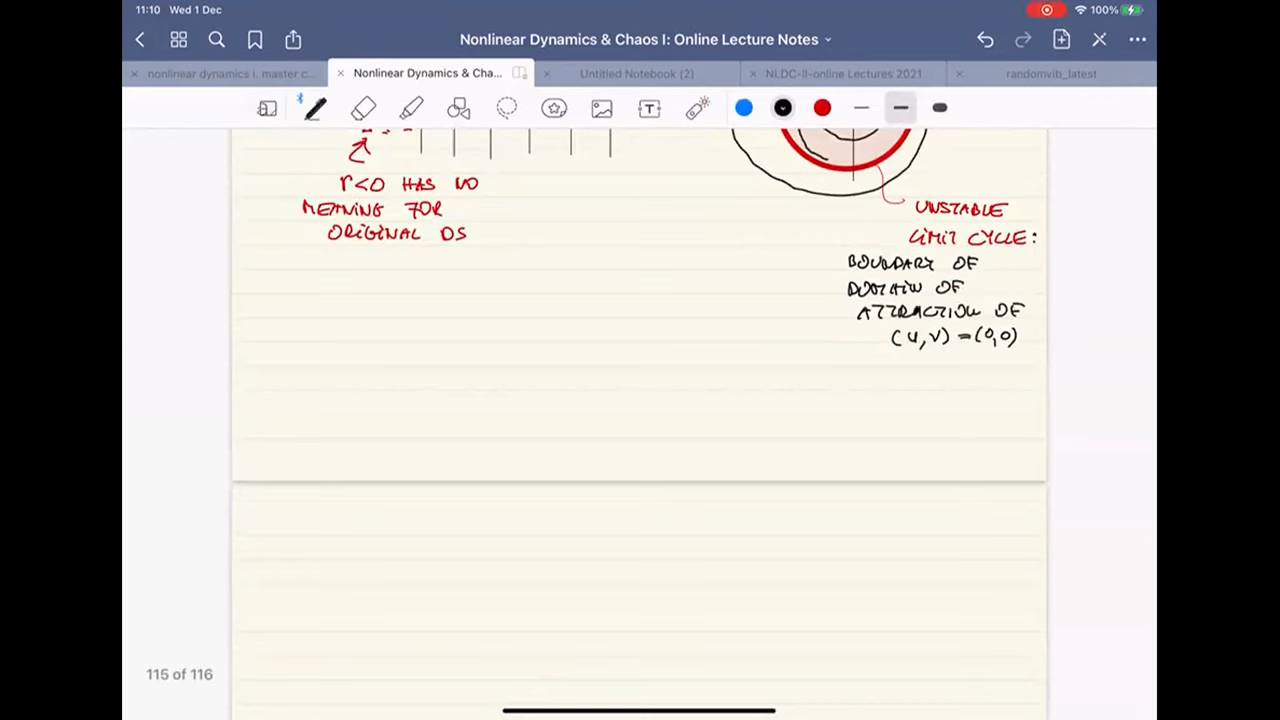 11:10 Wed 1 Dec
100%
Nonlinear Dynamics & Chaos I: Online Lecture Notes
nonlinear dynamics i. master c...
Nonlinear Dynamics & Cha...
Untitled Notebook (2)
NLDC-II-online Lectures 2021
randomvib_latest
r<0 HAS NO
MEANING FOR
ORIGINAL DS
UNSTABLE
LIMIT CYCLE:
BOUNDARY OF
DOMAIN OF
ATTRACTION OF
(u,v)=(0,0)
115 of 116